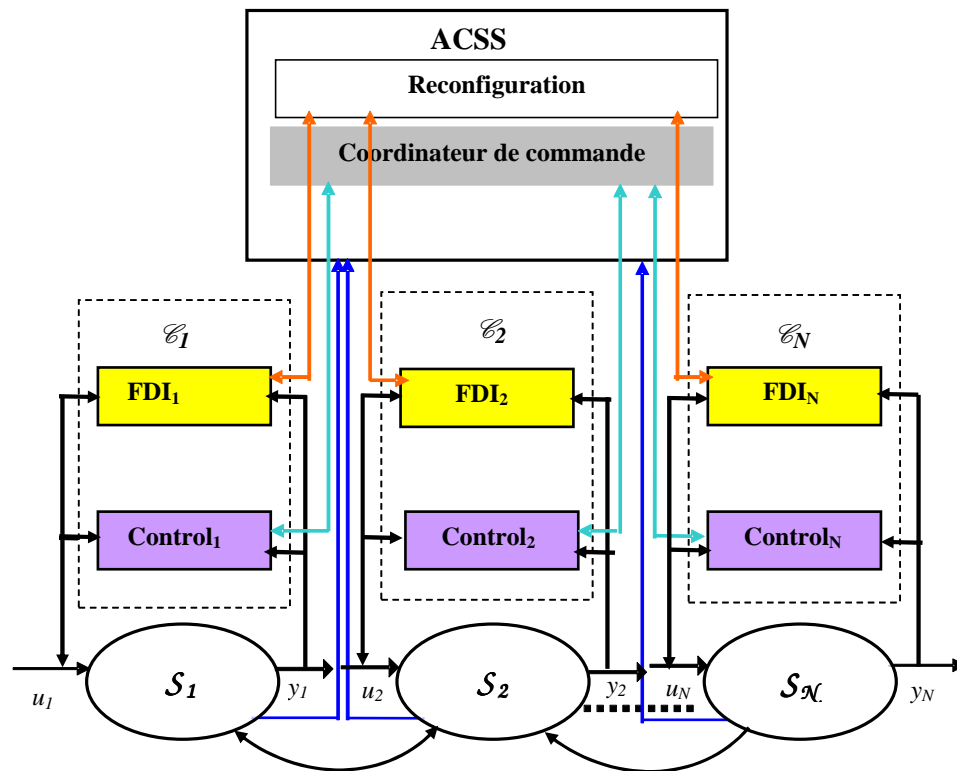 ACSS
Reconfiguration
Coordinateur de commande
𝒞1 𝒞2 𝒞N
FDI1 FDI2 FDIN
Control1 Control2 ControlN
S1 S2 SN.
u1 y1 u2 y2 uN yN